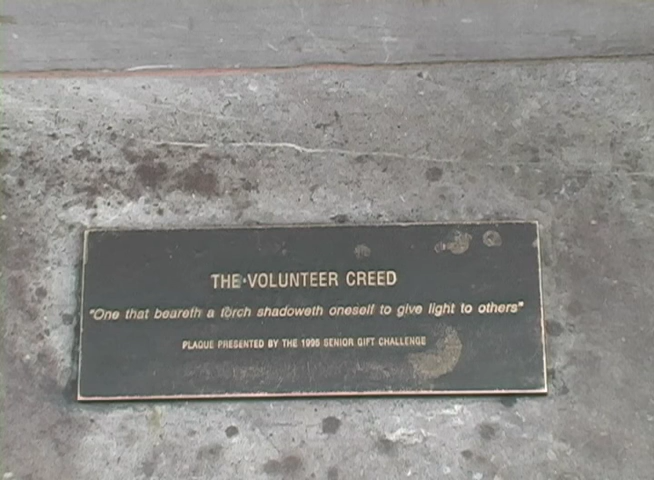 THE VOLUNTEER CREED
"One that beareth a torch shadoweth oneself to give light to others"
PLAQUE PRESENTED BY THE 1995 SENIOR GIFT CHALLENGE